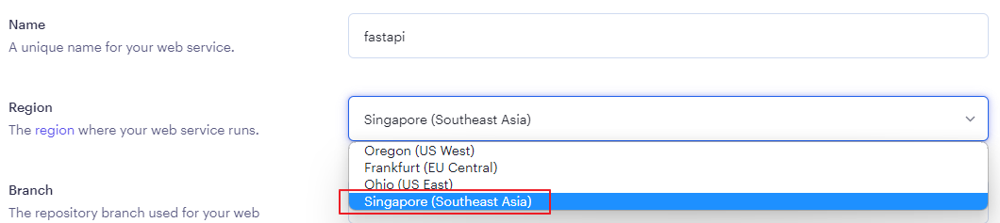 Name
A unique name for your web service.
fastapi
Region
The region where your web service runs.
Singapore (Southeast Asia)
Oregon (US West)
Frankfurt (EU Central)
Ohio (US East)
Singapore (Southeast Asia)
Branch
The repository branch used for your web